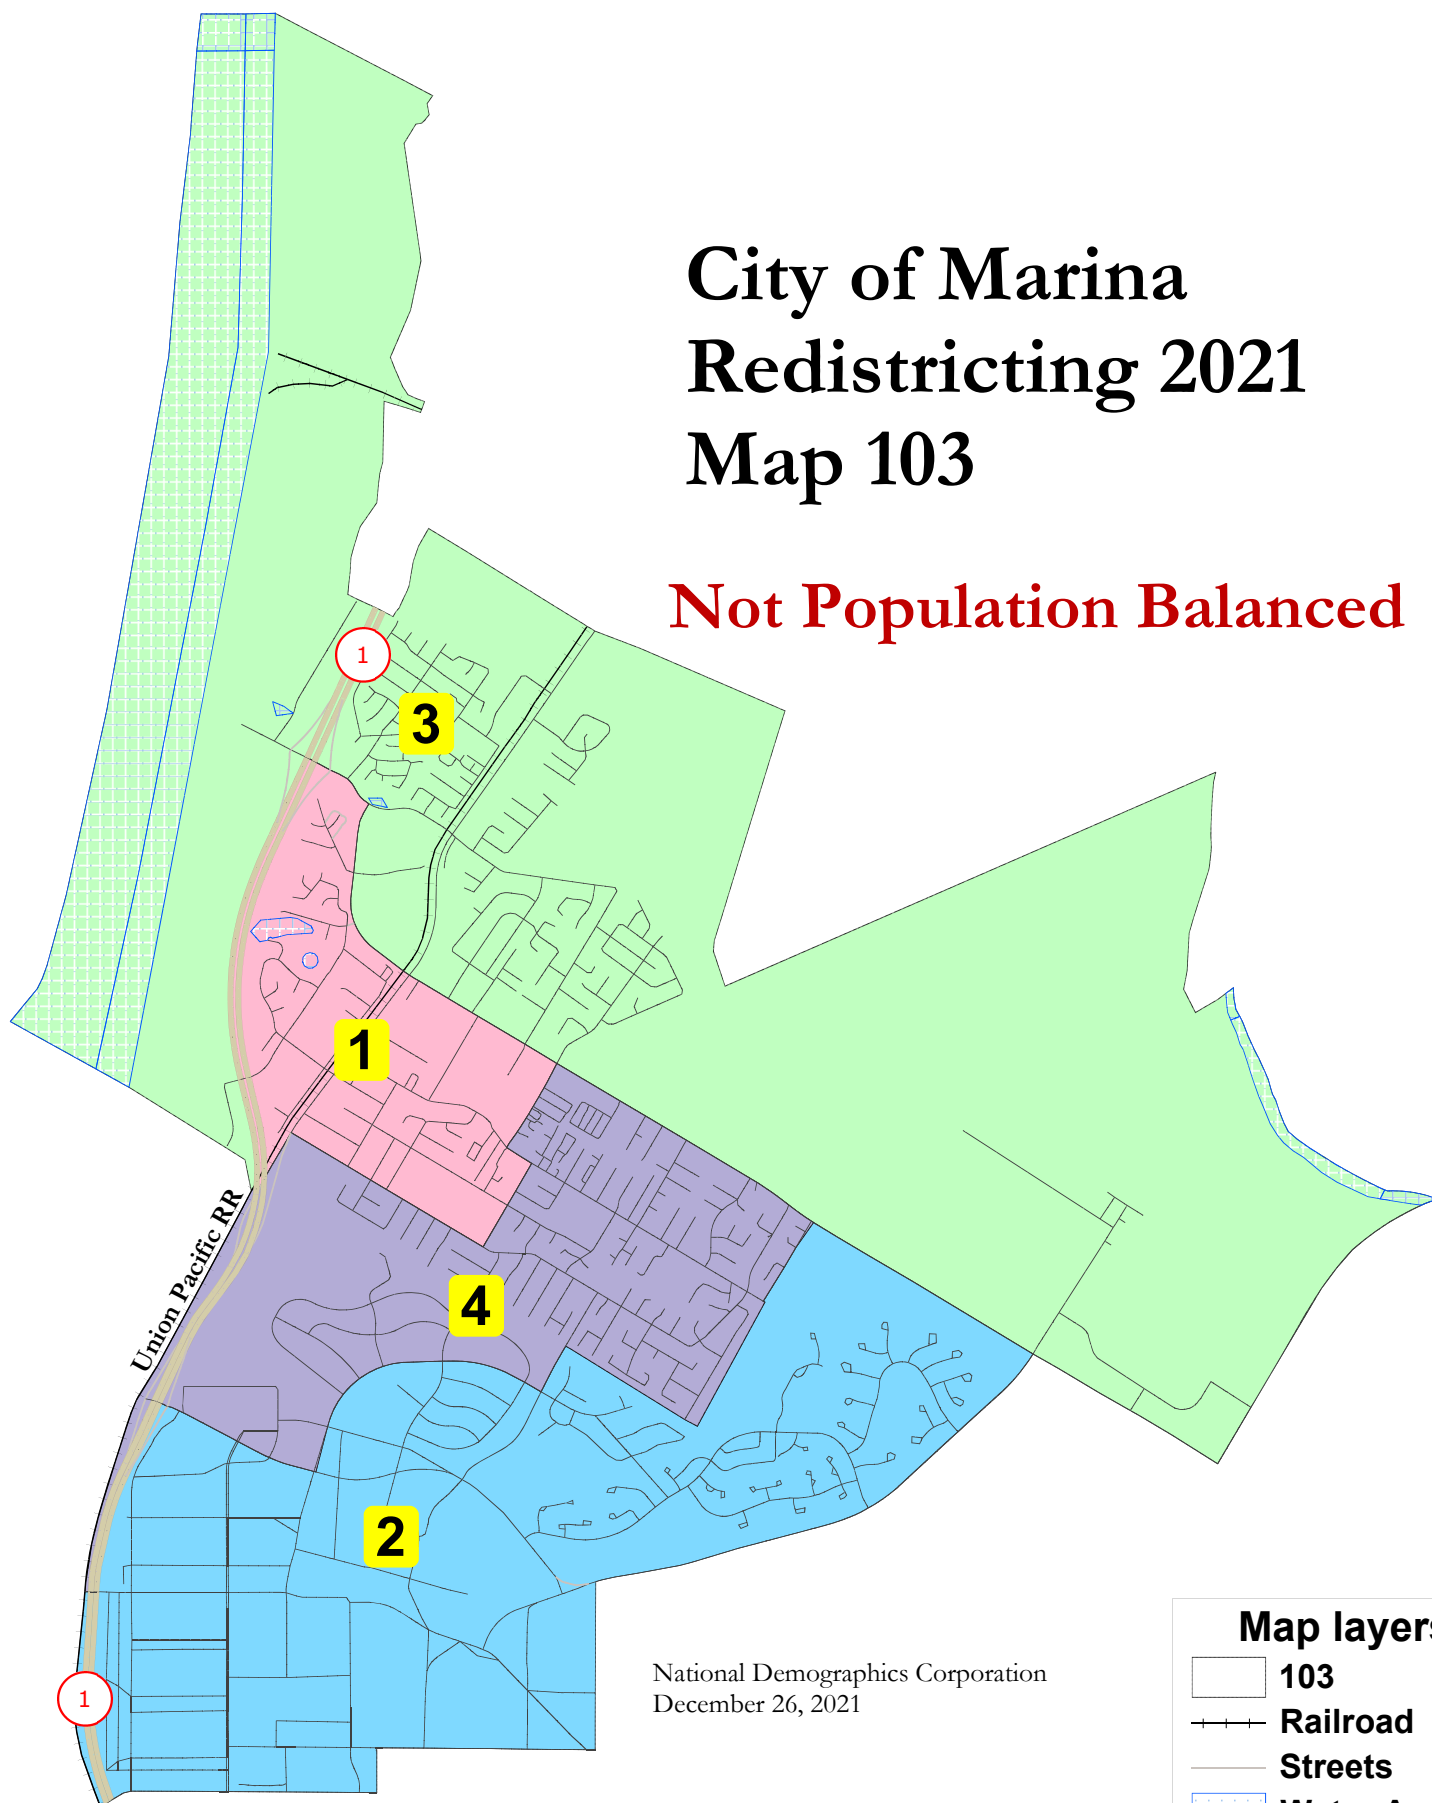 City of Marina
Redistricting 2021
Map 103
Not Population Balanced
1
3
1
4
Union Pacific RR
2
1
National Demographics Corporation
December 26, 2021
Map layers
103
Railroad
Streets